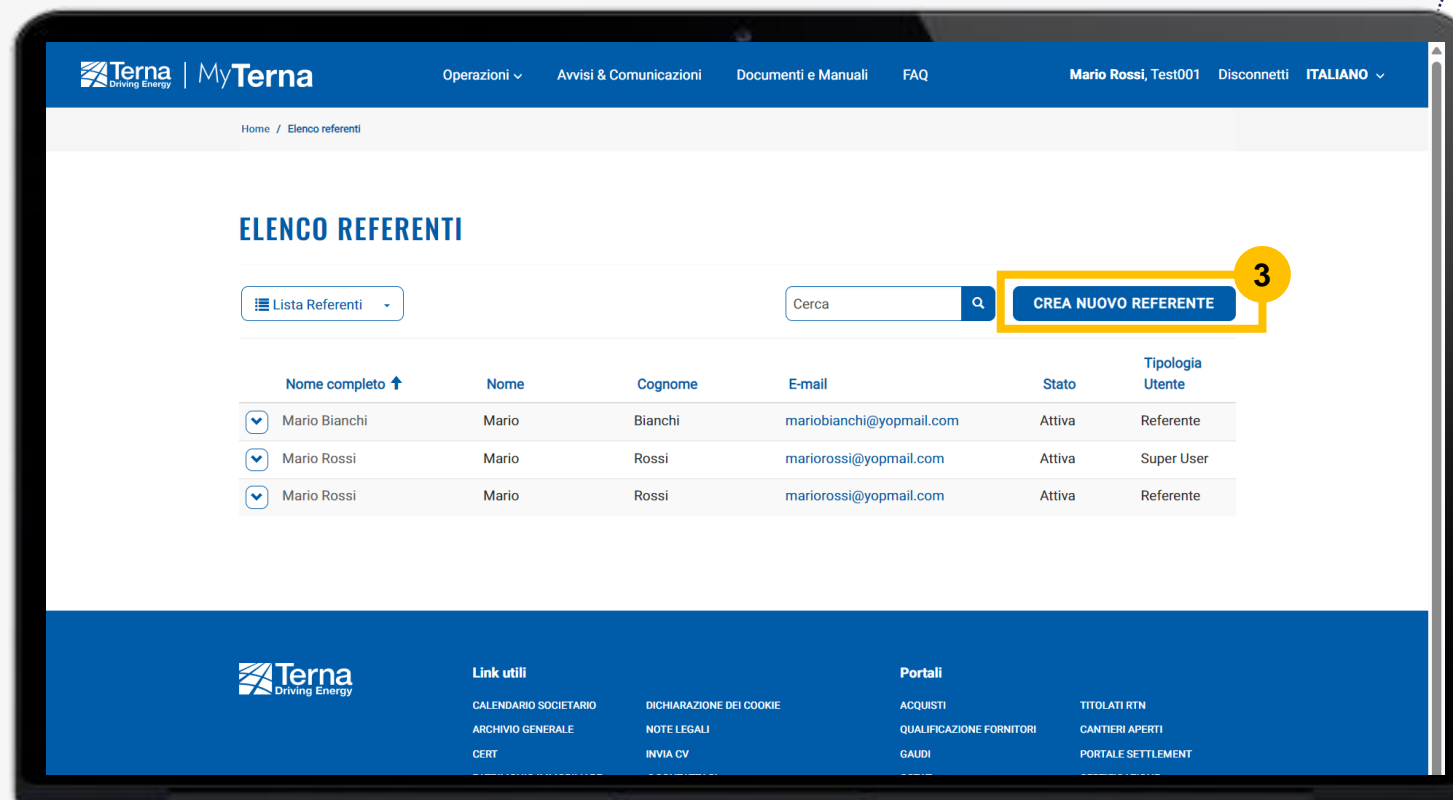 Terna Driving Energy | MyTerna Operazioni Avvisi & Comunicazioni Documenti e Manuali FAQ Mario Rossi, Test001 Disconnetti ITALIANO
Home / Elenco referenti
ELENCO REFERENTI
3
Lista Referenti Cerca CREA NUOVO REFERENTE
Nome completo Nome Cognome E-mail Stato Tipologia Utente
Mario Bianchi Mario Bianchi mariobianchi@yopmail.com Attiva Referente
Mario Rossi Mario Rossi mariorossi@yopmail.com Attiva Super User
Mario Rossi Mario Rossi mariorossi@yopmail.com Attiva Referente
Terna Driving Energy
Link utili Portali
CALENDARIO SOCIETARIO DICHIARAZIONE DEI COOKIE ACQUISTI TITOLATI RTN
ARCHIVIO GENERALE NOTE LEGALI QUALIFICAZIONE FORNITORI CANTIERI APERTI
CERT INVIA CV GAUDI PORTALE SETTLEMENT